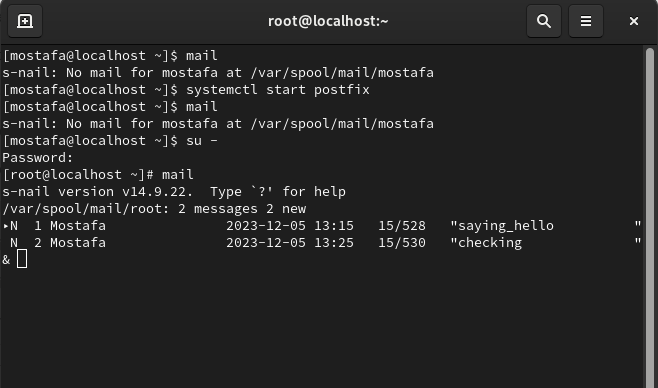 root@localhost:~
[mostafa@localhost ~]$ mail
s-nail: No mail for mostafa at /var/spool/mail/mostafa
[mostafa@localhost ~]$ systemctl start postfix
[mostafa@localhost ~]$ mail
s-nail: No mail for mostafa at /var/spool/mail/mostafa
[mostafa@localhost ~]$ su -
Password:
[root@localhost ~]# mail
s-nail version v14.9.22.  Type `?' for help
/var/spool/mail/root: 2 messages 2 new
▸N  1 Mostafa               2023-12-05 13:15   15/528   "saying_hello          "
 N  2 Mostafa               2023-12-05 13:25   15/530   "checking              "
&